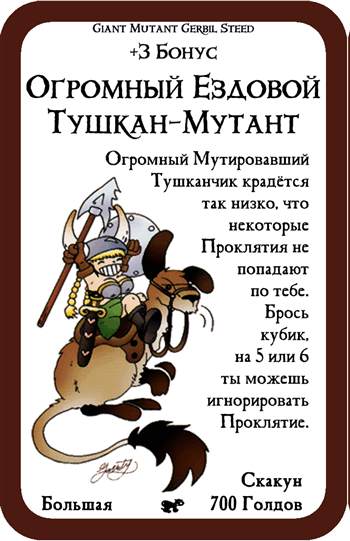 Giant Mutant Gerbil Steed
+3 Бонус
Огромный Ездовой
Тушкан-Мутант
Огромный Мутировавший
Тушканчик крадётся
так низко, что
некоторые
Проклятия не
попадают
по тебе.
Брось
кубик,
на 5 или 6
ты можешь
игнорировать
Проклятие.
Скакун
Большая 700 Голдов